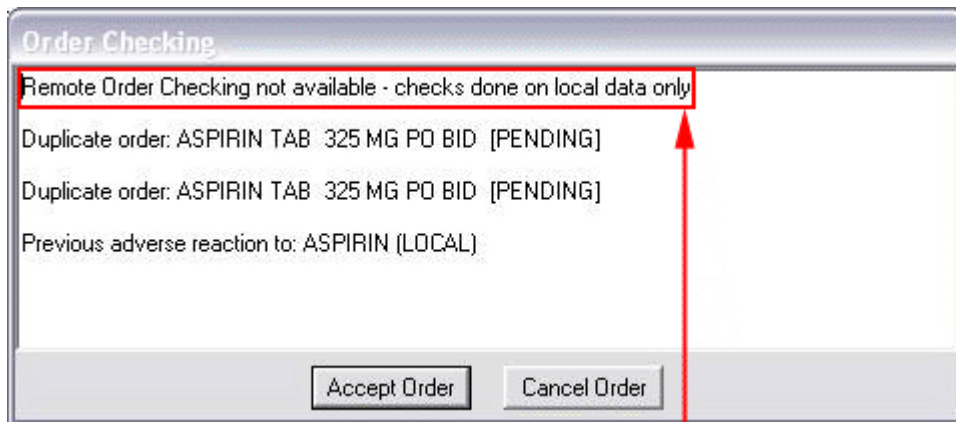 Order Checking
Remote Order Checking not available - checks done on local data only
Duplicate order: ASPIRIN TAB  325 MG PO BID  [PENDING]
Duplicate order: ASPIRIN TAB  325 MG PO BID  [PENDING]
Previous adverse reaction to: ASPIRIN (LOCAL)
Accept Order Cancel Order